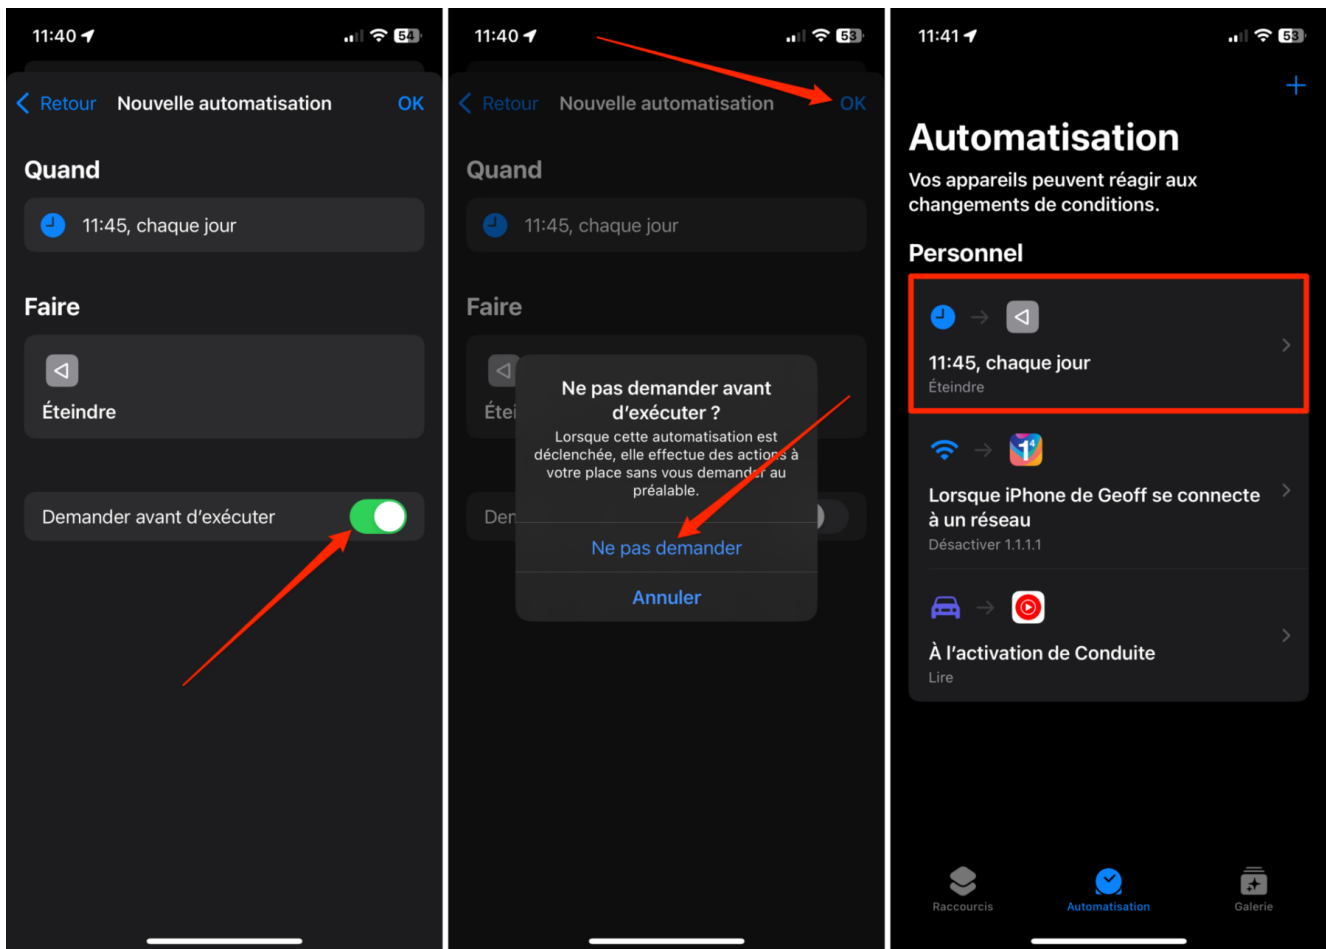 11:40
54
Retour
Nouvelle automatisation
OK
Quand
11:45, chaque jour
Faire
Éteindre
Demander avant d'exécuter
11:40
53
Retour
Nouvelle automatisation
OK
Quand
11:45, chaque jour
Faire
Étei
Ne pas demander avant
d'exécuter ?
Lorsque cette automatisation est
déclenchée, elle effectue des actions à
votre place sans vous demander au
préalable.
Den
Ne pas demander
Annuler
11:41
53
Automatisation
Vos appareils peuvent réagir aux
changements de conditions.
Personnel
11:45, chaque jour
Éteindre
1⁴
Lorsque iPhone de Geoff se connecte
à un réseau
Désactiver 1.1.1.1
À l'activation de Conduite
Lire
Raccourcis
Automatisation
Galerie